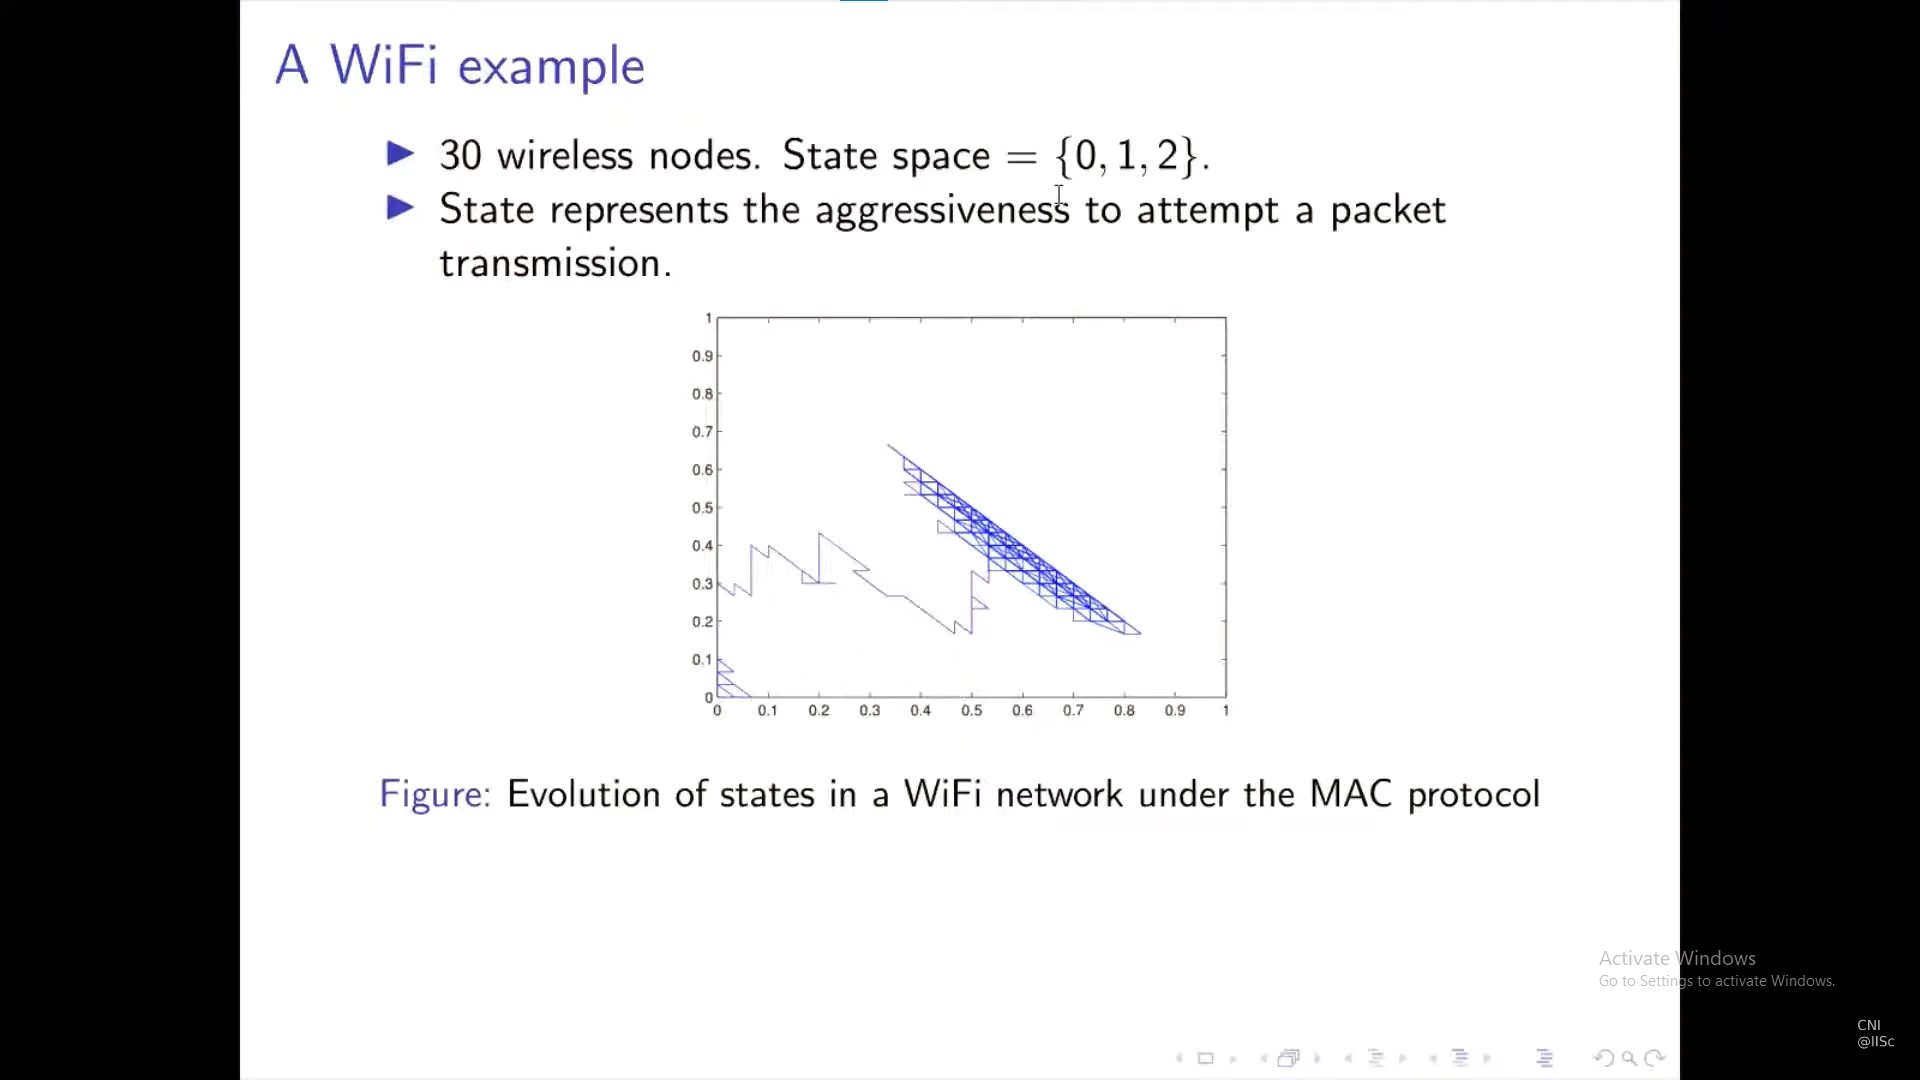 A WiFi example
▶ 30 wireless nodes. State space = {0, 1, 2}.
▶ State represents the aggressiveness to attempt a packet
transmission.
1
0.9
0.8
0.7
0.6
0.5
0.4
0.3
0.2
0.1
0
0 0.1 0.2 0.3 0.4 0.5 0.6 0.7 0.8 0.9 1
Figure: Evolution of states in a WiFi network under the MAC protocol
Activate Windows
Go to Settings to activate Windows.
CNI
@IISc